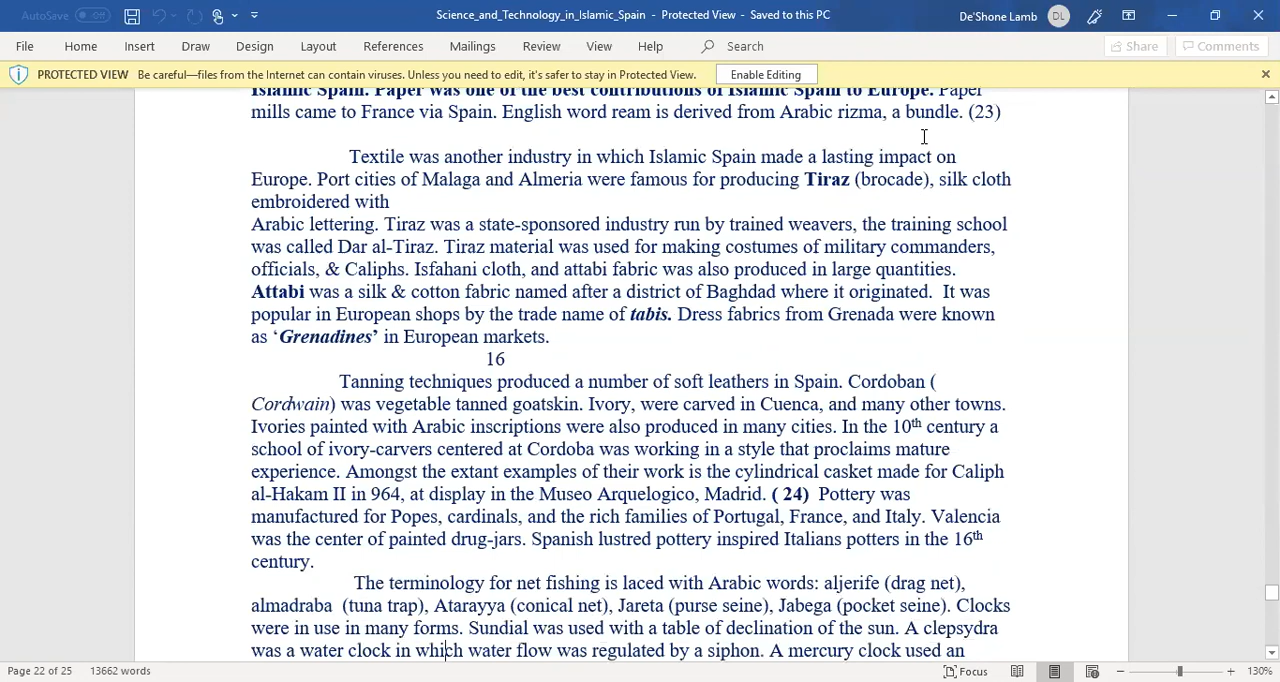 AutoSave Off Science_and_Technology_in_Islamic_Spain - Protected View - Saved to this PC De'Shone Lamb DL
File Home Insert Draw Design Layout References Mailings Review View Help Search Share Comments
PROTECTED VIEW Be careful—files from the Internet can contain viruses. Unless you need to edit, it's safer to stay in Protected View. Enable Editing
Islamic Spain. Paper was one of the best contributions of Islamic Spain to Europe. Paper
mills came to France via Spain. English word ream is derived from Arabic rizma, a bundle. (23)
Textile was another industry in which Islamic Spain made a lasting impact on
Europe. Port cities of Malaga and Almeria were famous for producing Tiraz (brocade), silk cloth
embroidered with
Arabic lettering. Tiraz was a state-sponsored industry run by trained weavers, the training school
was called Dar al-Tiraz. Tiraz material was used for making costumes of military commanders,
officials, & Caliphs. Isfahani cloth, and attabi fabric was also produced in large quantities.
Attabi was a silk & cotton fabric named after a district of Baghdad where it originated. It was
popular in European shops by the trade name of tabis. Dress fabrics from Grenada were known
as ‘Grenadines’ in European markets.
16
Tanning techniques produced a number of soft leathers in Spain. Cordoban (
Cordwain) was vegetable tanned goatskin. Ivory, were carved in Cuenca, and many other towns.
Ivories painted with Arabic inscriptions were also produced in many cities. In the 10th century a
school of ivory-carvers centered at Cordoba was working in a style that proclaims mature
experience. Amongst the extant examples of their work is the cylindrical casket made for Caliph
al-Hakam II in 964, at display in the Museo Arquelogico, Madrid. ( 24) Pottery was
manufactured for Popes, cardinals, and the rich families of Portugal, France, and Italy. Valencia
was the center of painted drug-jars. Spanish lustred pottery inspired Italians potters in the 16th
century.
The terminology for net fishing is laced with Arabic words: aljerife (drag net),
almadraba (tuna trap), Atarayya (conical net), Jareta (purse seine), Jabega (pocket seine). Clocks
were in use in many forms. Sundial was used with a table of declination of the sun. A clepsydra
was a water clock in which water flow was regulated by a siphon. A mercury clock used an
Page 22 of 25 13662 words Focus 130%